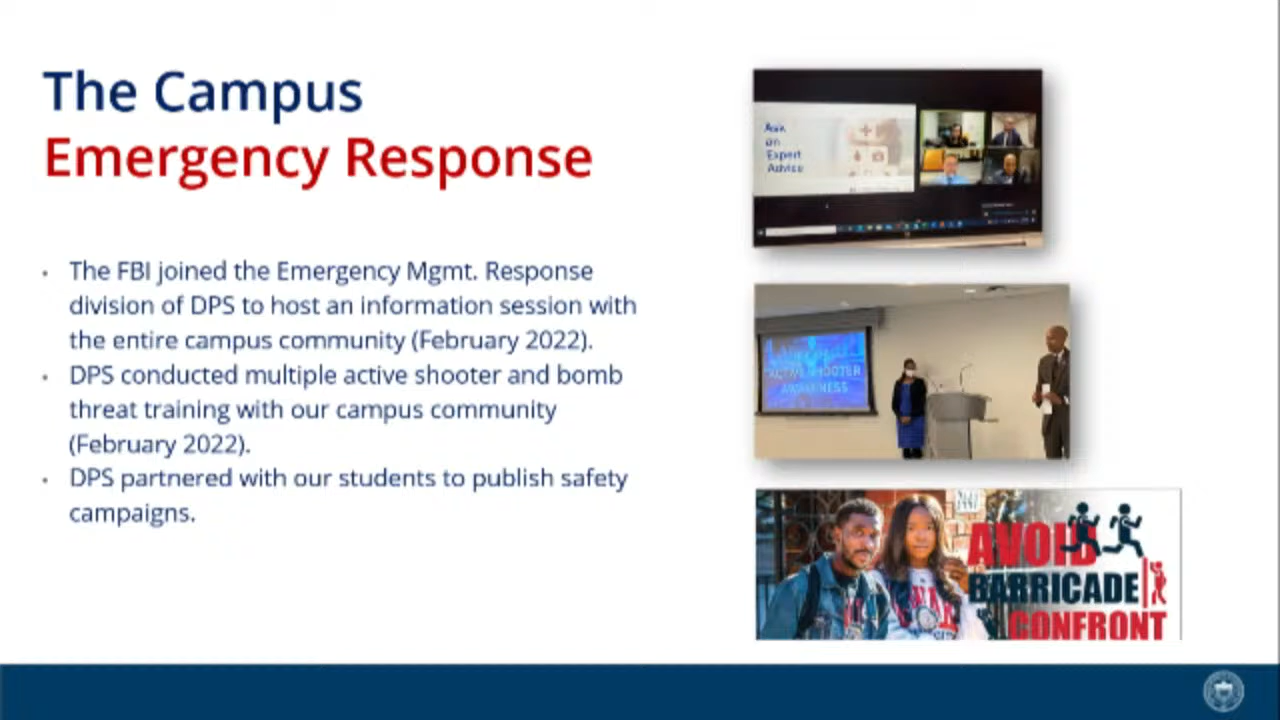 The Campus
Emergency Response
The FBI joined the Emergency Mgmt. Response
division of DPS to host an information session with
the entire campus community (February 2022).
DPS conducted multiple active shooter and bomb
threat training with our campus community
(February 2022).
DPS partnered with our students to publish safety
campaigns.
Ask
an
Expert
Advice
ACTIVE SHOOTER
AWARENESS
AVOID
BARRICADE
CONFRONT